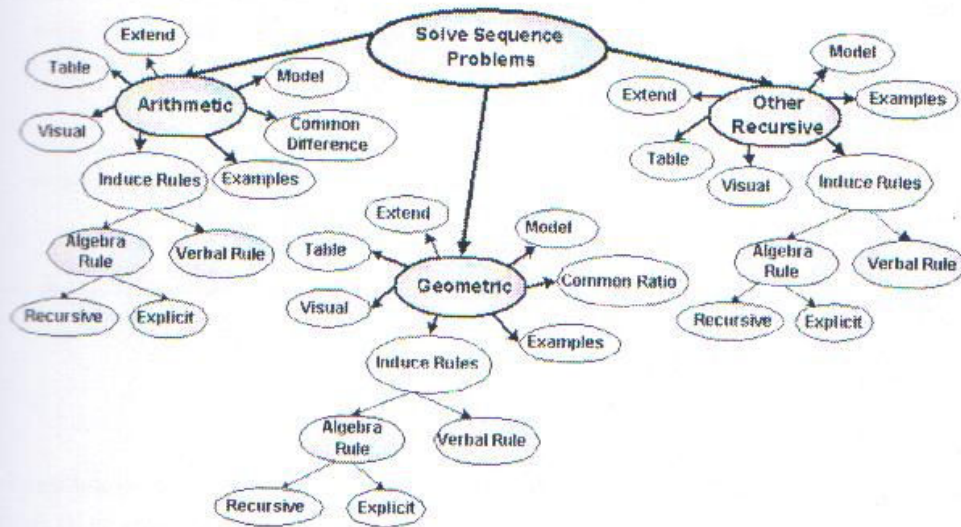 Solve Sequence
Problems
Extend
Table
Model
Arithmetic
Visual
Common
Difference
Induce Rules
Examples
Algebra
Rule
Verbal Rule
Recursive
Explicit
Extend
Model
Table
Geometric
Common Ratio
Visual
Examples
Induce Rules
Algebra
Rule
Verbal Rule
Recursive
Explicit
Model
Extend
Other
Recursive
Examples
Table
Visual
Induce Rules
Algebra
Rule
Verbal Rule
Recursive
Explicit